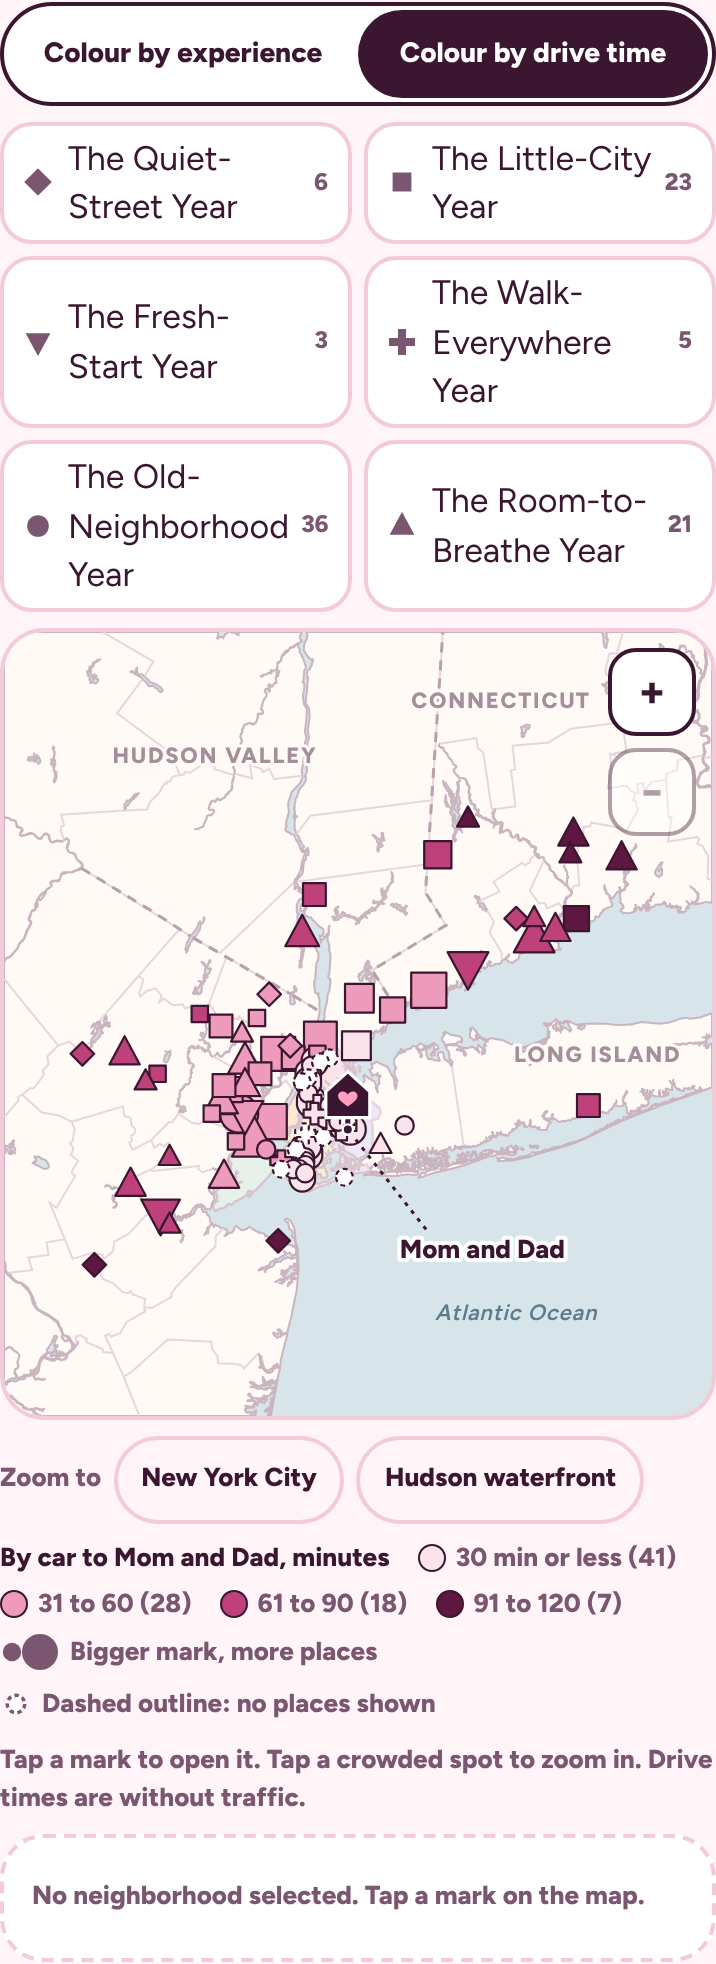 Colour by experience
Colour by drive time
The Quiet-
Street Year
6
The Little-City
Year
23
The Fresh-
Start Year
3
The Walk-
Everywhere
Year
5
The Old-
Neighborhood
Year
36
The Room-to-
Breathe Year
21
+
−
CONNECTICUT
HUDSON VALLEY
LONG ISLAND
Mom and Dad
Atlantic Ocean
Zoom to
New York City
Hudson waterfront
By car to Mom and Dad, minutes
30 min or less (41)
31 to 60 (28)
61 to 90 (18)
91 to 120 (7)
Bigger mark, more places
Dashed outline: no places shown
Tap a mark to open it. Tap a crowded spot to zoom in. Drive
times are without traffic.
No neighborhood selected. Tap a mark on the map.